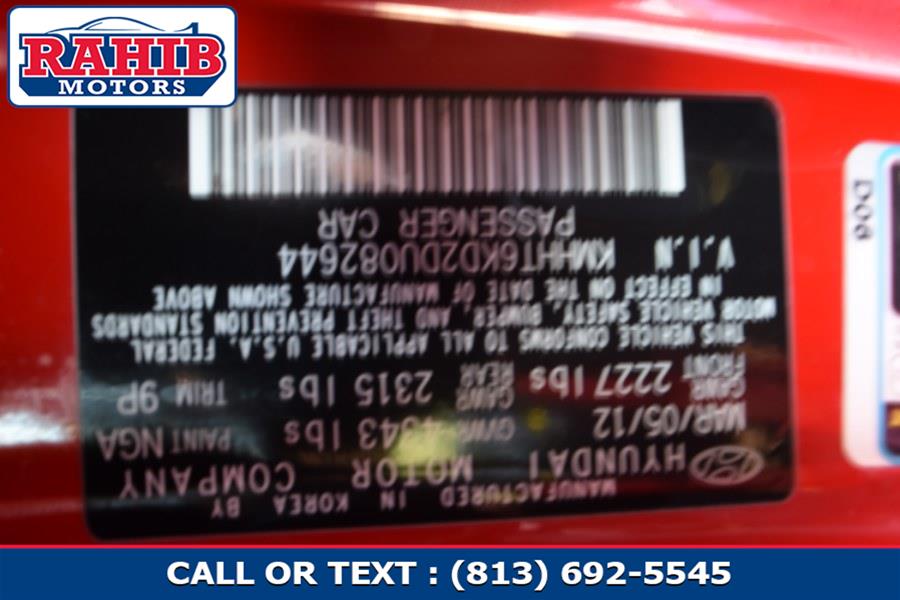 RAHIB
MOTORS
MANUFACTURED IN KOREA BY
HYUNDAI MOTOR COMPANY
MAR/05/12 GVWR 4343 lbs PAINT NGA
GAWR FRONT 2227 lbs GAWR REAR 2315 lbs TRIM 9P
THIS VEHICLE CONFORMS TO ALL APPLICABLE U.S.A. FEDERAL
MOTOR VEHICLE SAFETY, BUMPER, AND THEFT PREVENTION STANDARDS
IN EFFECT ON THE DATE OF MANUFACTURE SHOWN ABOVE
V.I.N KMHHT6KD2DU082644
PASSENGER CAR
D06
CALL OR TEXT : (813) 692-5545